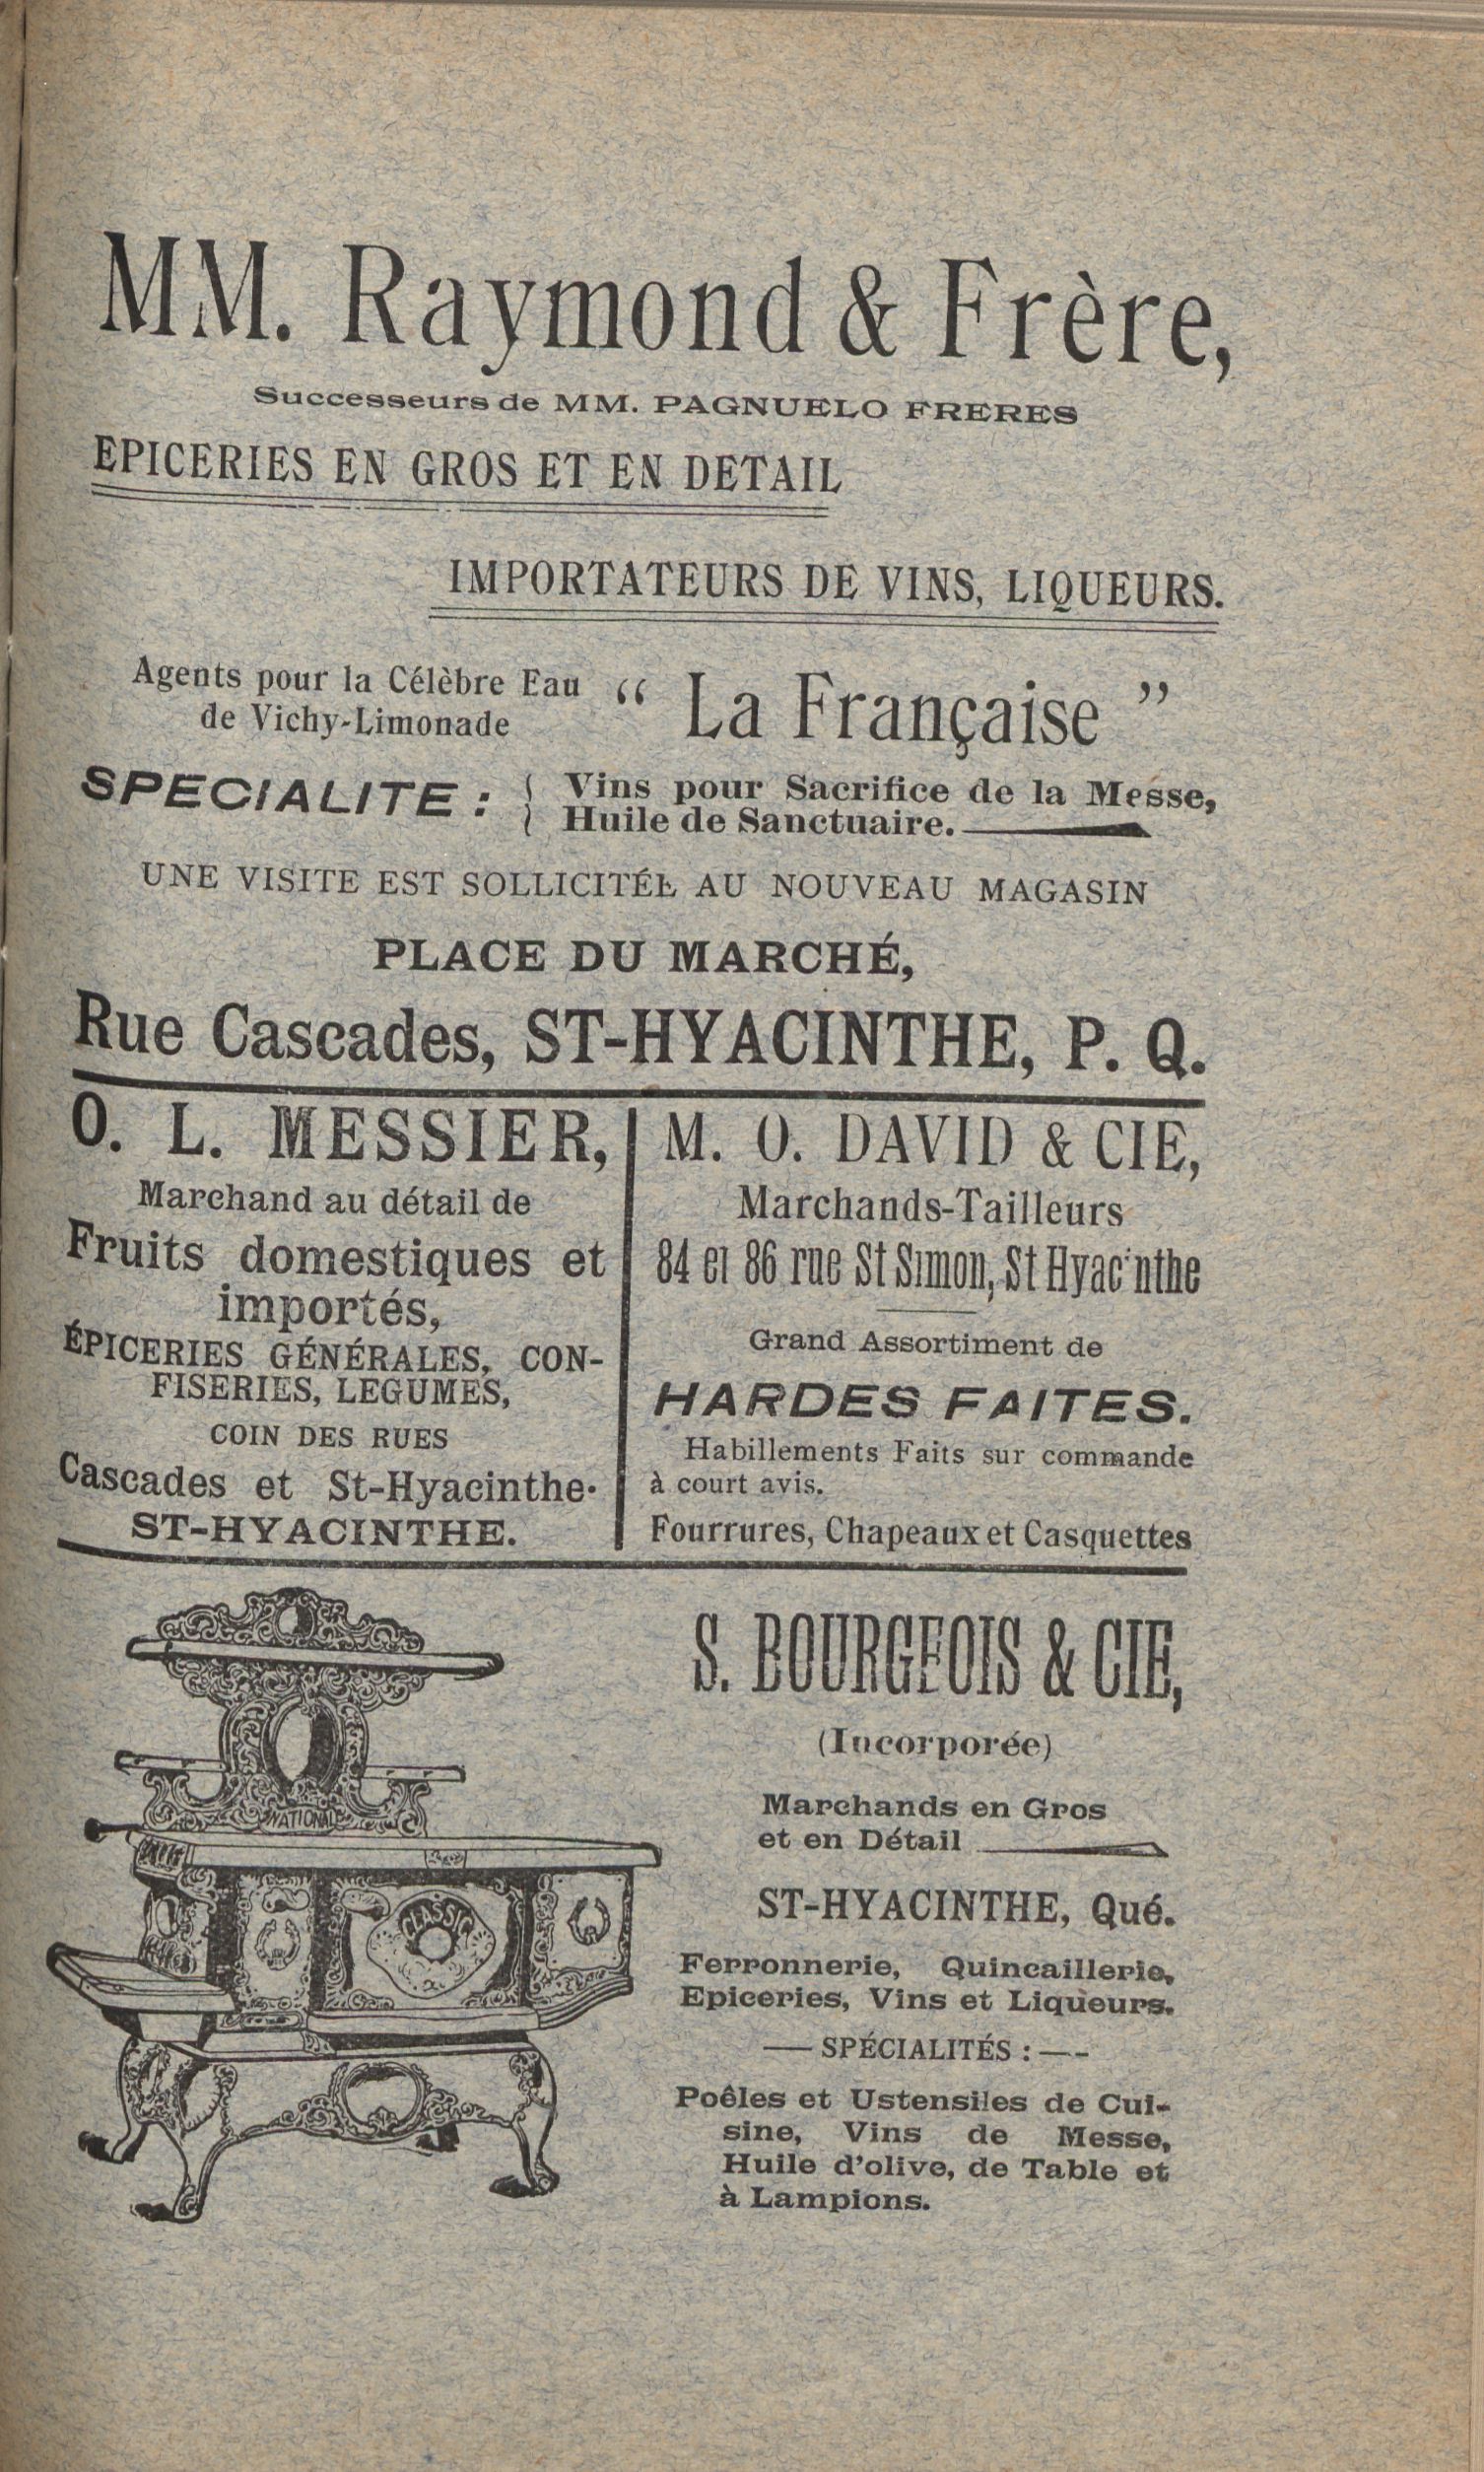 MM. Raymond & Frère,
Successeurs de MM. PAGNUELO FRERES
EPICERIES EN GROS ET EN DETAIL
IMPORTATEURS DE VINS, LIQUEURS.
Agents pour la Célèbre Eau
de Vichy-Limonade
“ La Française ”
SPECIALITE :
Vins pour Sacrifice de la Messe,
Huile de Sanctuaire.
UNE VISITE EST SOLLICITÉE AU NOUVEAU MAGASIN
PLACE DU MARCHÉ,
Rue Cascades, ST-HYACINTHE, P. Q.
O. L. MESSIER,
Marchand au détail de
Fruits domestiques et
importés,
ÉPICERIES GÉNÉRALES, CON-
FISERIES, LEGUMES,
COIN DES RUES
Cascades et St-Hyacinthe.
ST-HYACINTHE.
M. O. DAVID & CIE,
Marchands-Tailleurs
84 et 86 rue St Simon, St Hyacinthe
Grand Assortiment de
HARDES FAITES.
Habillements Faits sur commande
à court avis.
Fourrures, Chapeaux et Casquettes
NATIONAL
CLASSIC
S. BOURGEOIS & CIE,
(Incorporée)
Marchands en Gros
et en Détail
ST-HYACINTHE, Qué.
Ferronnerie, Quincaillerie,
Epiceries, Vins et Liqueurs.
— SPÉCIALITÉS : —-
Poêles et Ustensiles de Cui-
sine, Vins de Messe,
Huile d'olive, de Table et
à Lampions.